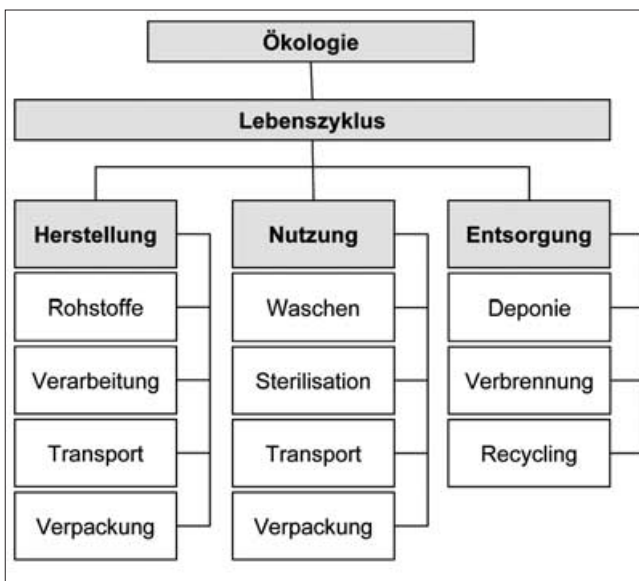 Ökologie
Lebenszyklus
Herstellung
Rohstoffe
Verarbeitung
Transport
Verpackung
Nutzung
Waschen
Sterilisation
Transport
Verpackung
Entsorgung
Deponie
Verbrennung
Recycling